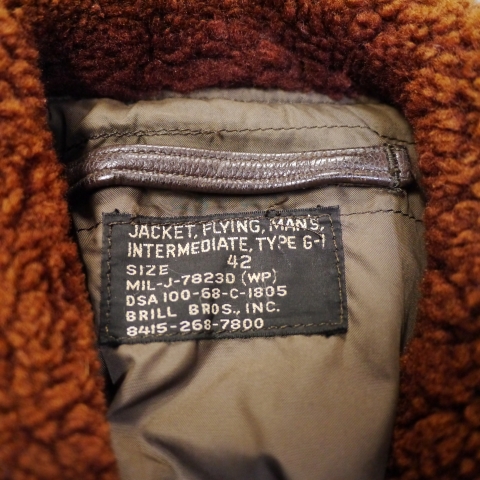 JACKET, FLYING, MAN'S,
INTERMEDIATE, TYPE G-1
SIZE 42
MIL-J-7823D (WP)
DSA 100-68-C-1805
BRILL BROS., INC.
8415-268-7800